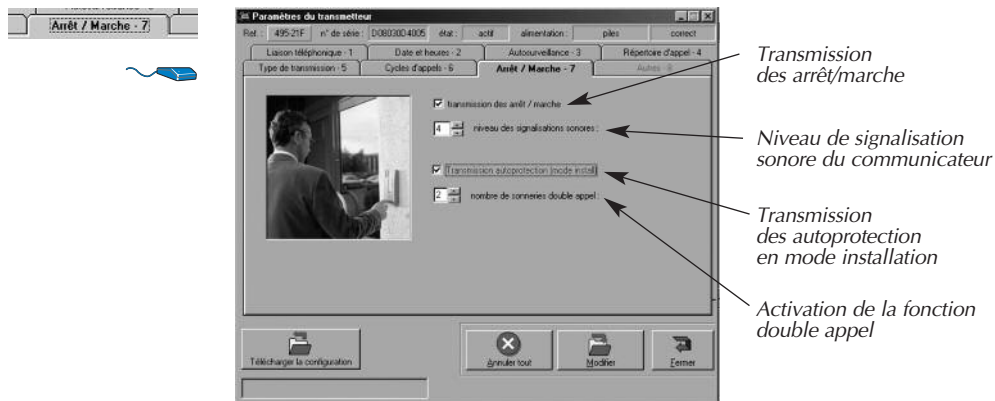 Arrêt / Marche - 7
Paramètres du transmetteur
Ref. : 495-21F n° de série : D08030D4005 état : actif alimentation : piles correct
Liaison téléphonique - 1 Date et heures - 2 Autosurveillance - 3 Répertoire d'appel - 4
Type de transmission - 5 Cycles d'appels - 6 Arrêt / Marche - 7 Autres - 8
transmission des arrêt / marche
4 niveau des signalisations sonores :
Transmission autoprotection (mode install)
2 nombre de sonneries double appel :
Télécharger la configuration
Annuler tout
Modifier
Fermer
Transmission
des arrêt/marche
Niveau de signalisation
sonore du communicateur
Transmission
des autoprotection
en mode installation
Activation de la fonction
double appel